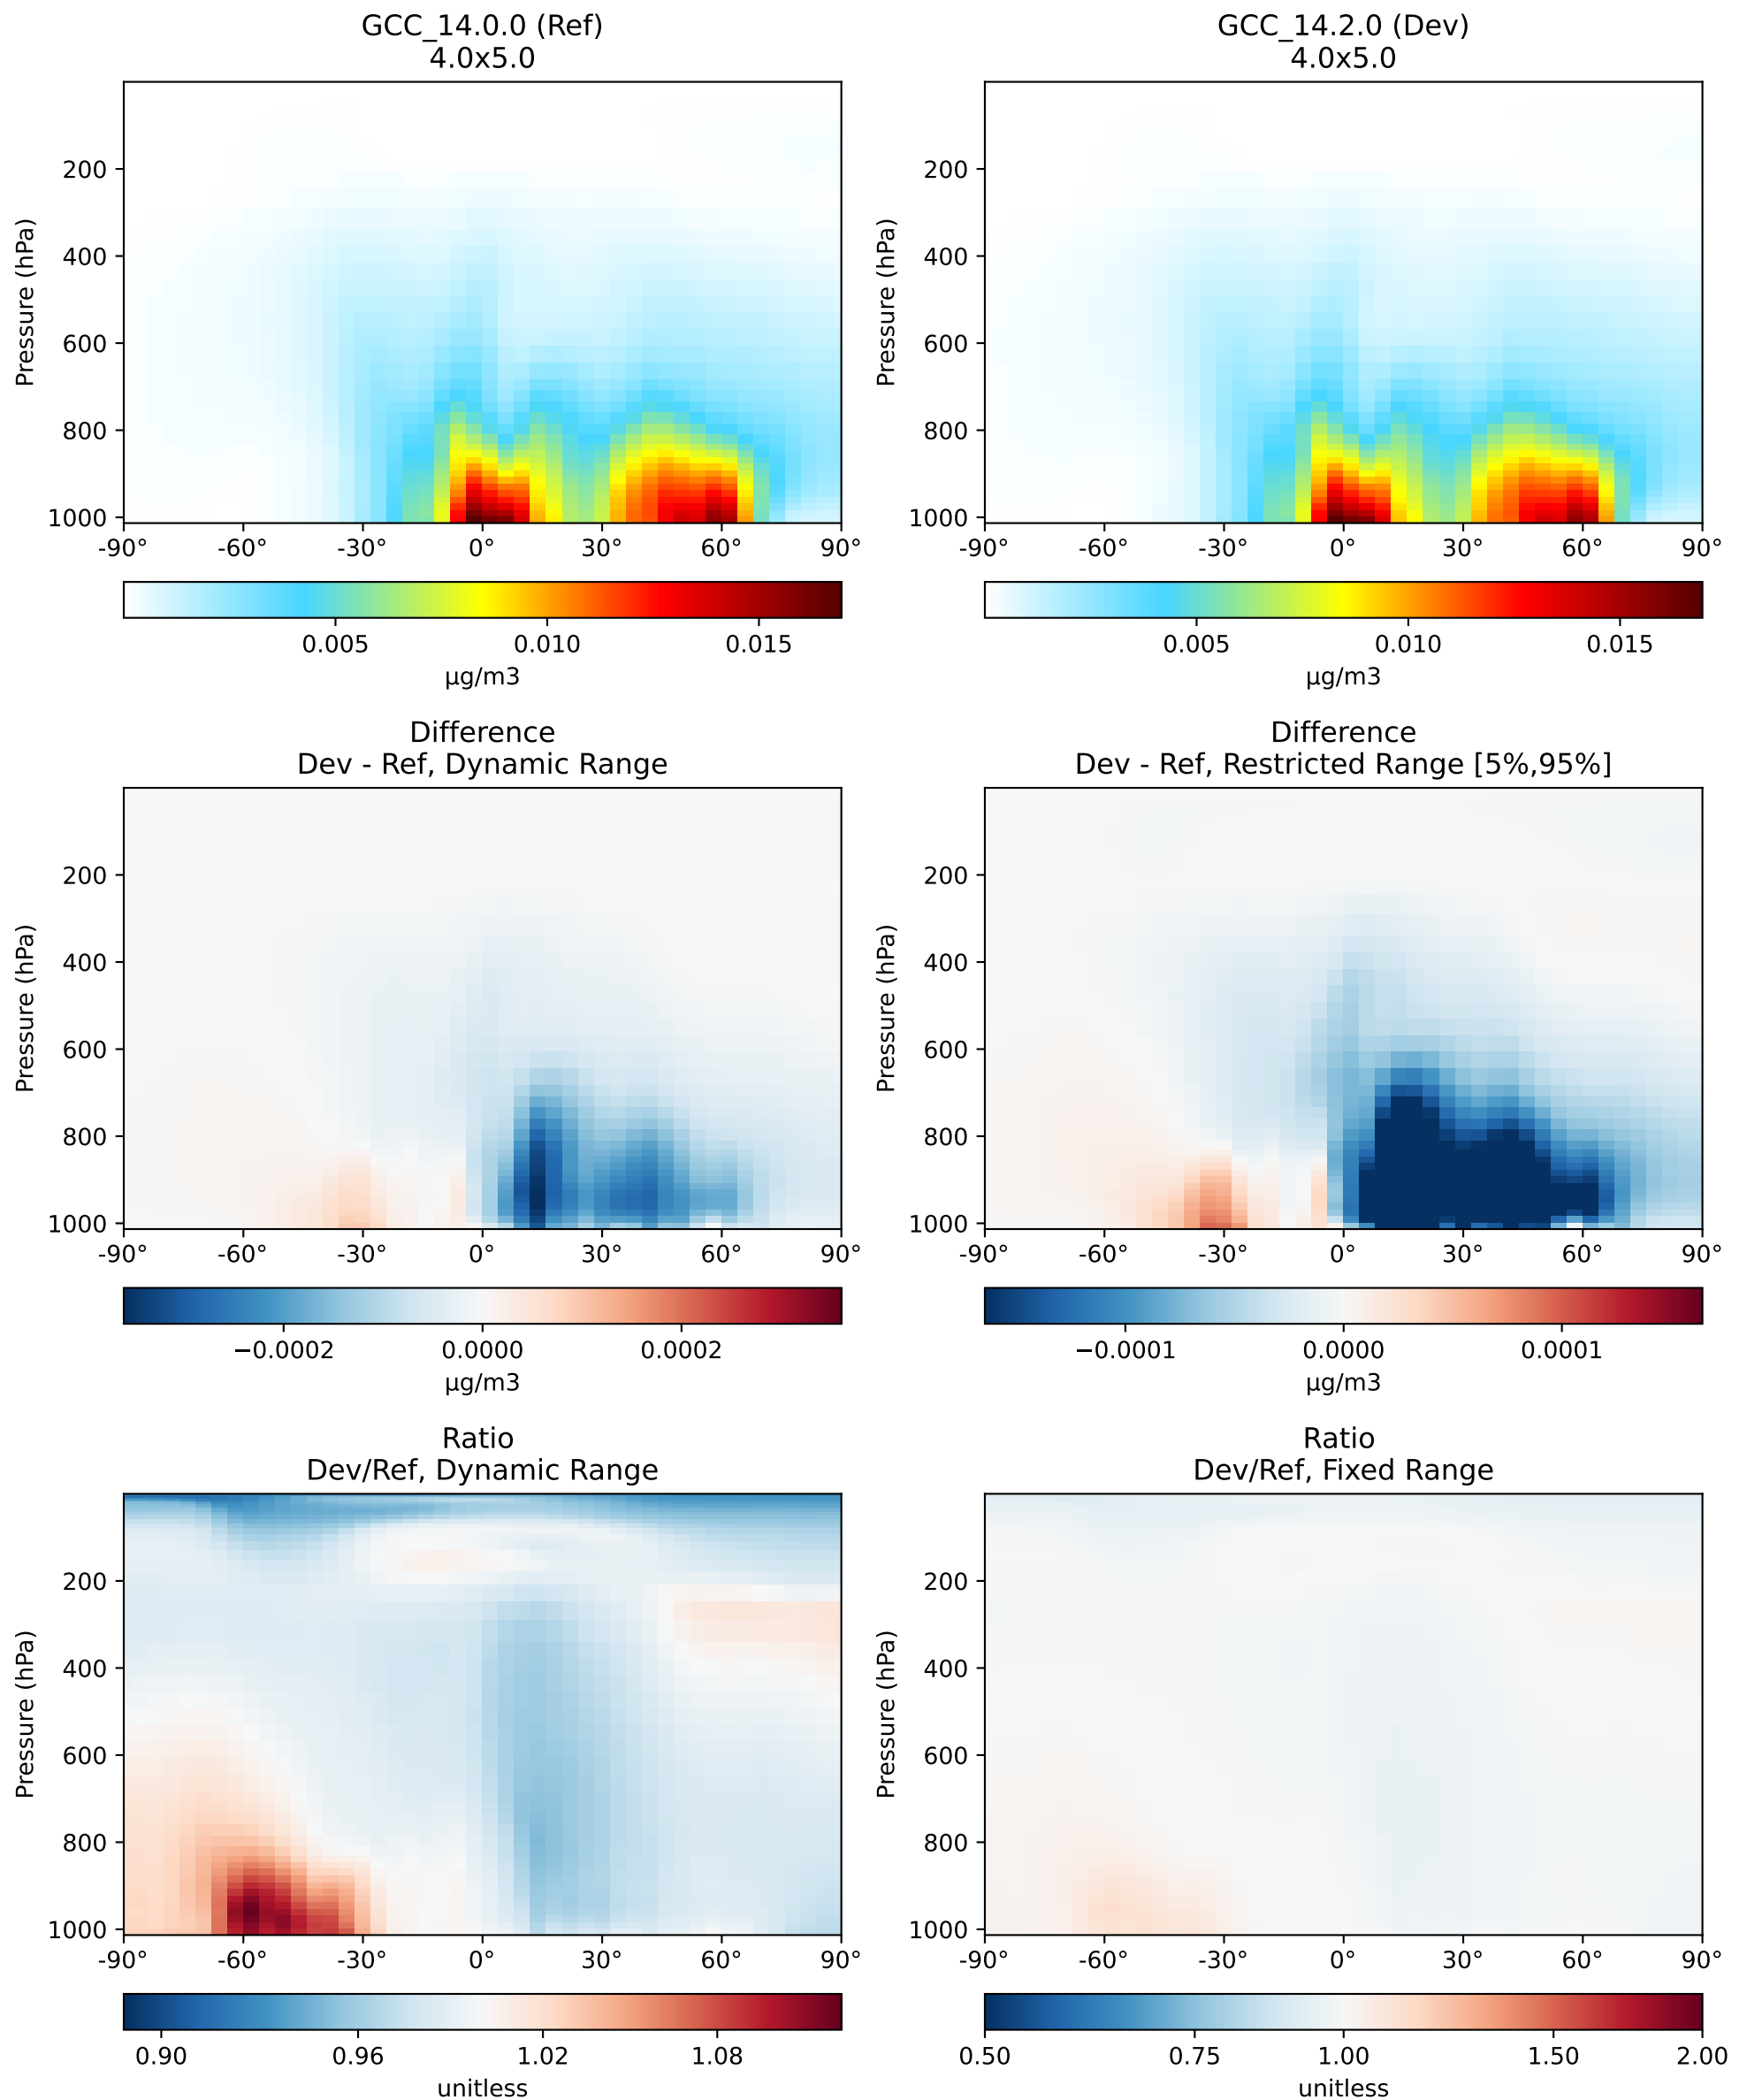 GCC_14.0.0 (Ref)
4.0x5.0
Pressure (hPa)
200
400
600
800
1000
-90° -60° -30° 0° 30° 60° 90°
0.005 0.010 0.015
µg/m3
GCC_14.2.0 (Dev)
4.0x5.0
Pressure (hPa)
200
400
600
800
1000
-90° -60° -30° 0° 30° 60° 90°
0.005 0.010 0.015
µg/m3
Difference
Dev - Ref, Dynamic Range
Pressure (hPa)
200
400
600
800
1000
-90° -60° -30° 0° 30° 60° 90°
−0.0002 0.0000 0.0002
µg/m3
Difference
Dev - Ref, Restricted Range [5%,95%]
Pressure (hPa)
200
400
600
800
1000
-90° -60° -30° 0° 30° 60° 90°
−0.0001 0.0000 0.0001
µg/m3
Ratio
Dev/Ref, Dynamic Range
Pressure (hPa)
200
400
600
800
1000
-90° -60° -30° 0° 30° 60° 90°
0.90 0.96 1.02 1.08
unitless
Ratio
Dev/Ref, Fixed Range
Pressure (hPa)
200
400
600
800
1000
-90° -60° -30° 0° 30° 60° 90°
0.50 0.75 1.00 1.50 2.00
unitless